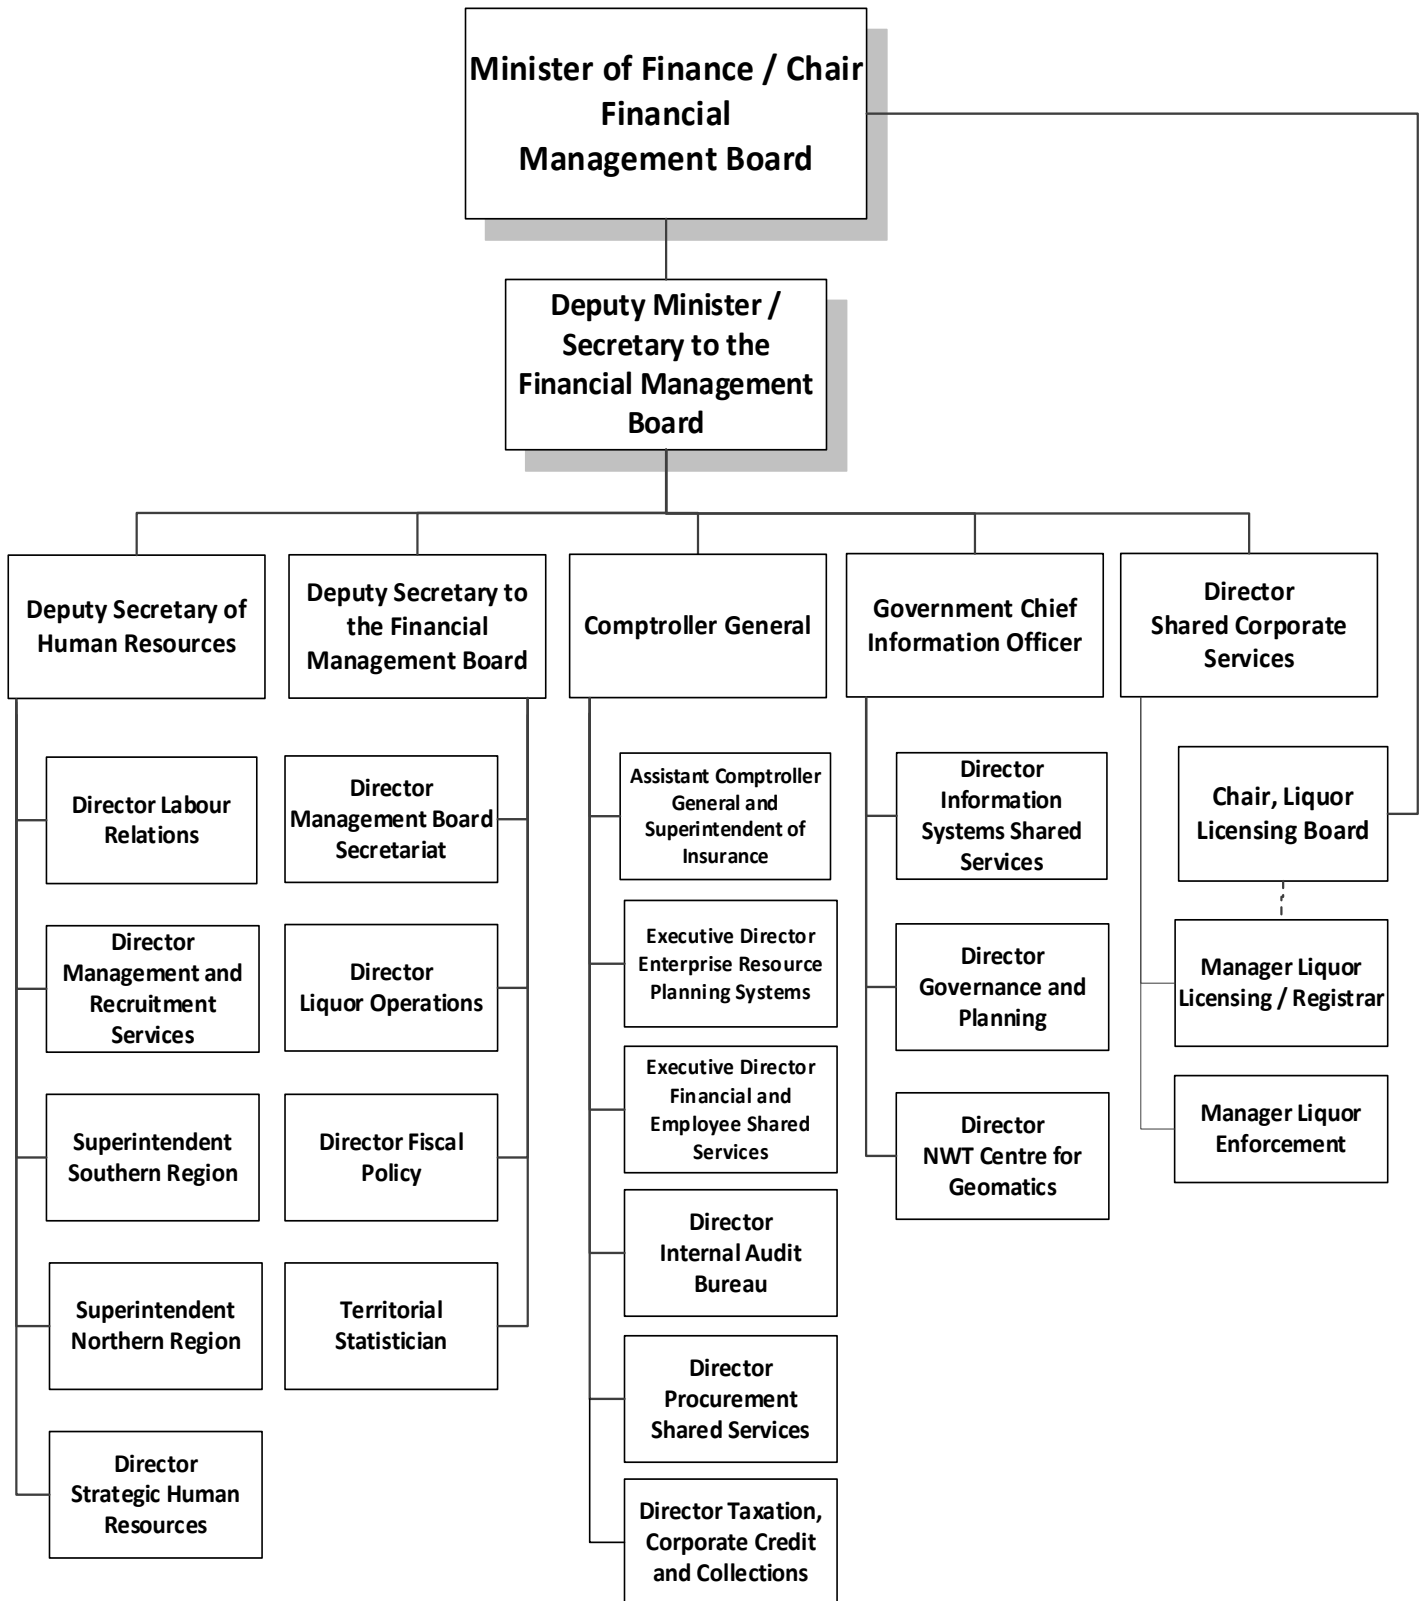 Minister of Finance / Chair
Financial
Management Board
Deputy Minister /
Secretary to the
Financial Management
Board
Deputy Secretary of
Human Resources
Deputy Secretary to
the Financial
Management Board
Comptroller General
Government Chief
Information Officer
Director
Shared Corporate
Services
Director Labour
Relations
Director
Management and
Recruitment
Services
Superintendent
Southern Region
Superintendent
Northern Region
Director
Strategic Human
Resources
Director
Management Board
Secretariat
Director
Liquor Operations
Director Fiscal
Policy
Territorial
Statistician
Assistant Comptroller
General and
Superintendent of
Insurance
Executive Director
Enterprise Resource
Planning Systems
Executive Director
Financial and
Employee Shared
Services
Director
Internal Audit
Bureau
Director
Procurement
Shared Services
Director Taxation,
Corporate Credit
and Collections
Director
Information
Systems Shared
Services
Director
Governance and
Planning
Director
NWT Centre for
Geomatics
Chair, Liquor
Licensing Board
Manager Liquor
Licensing / Registrar
Manager Liquor
Enforcement